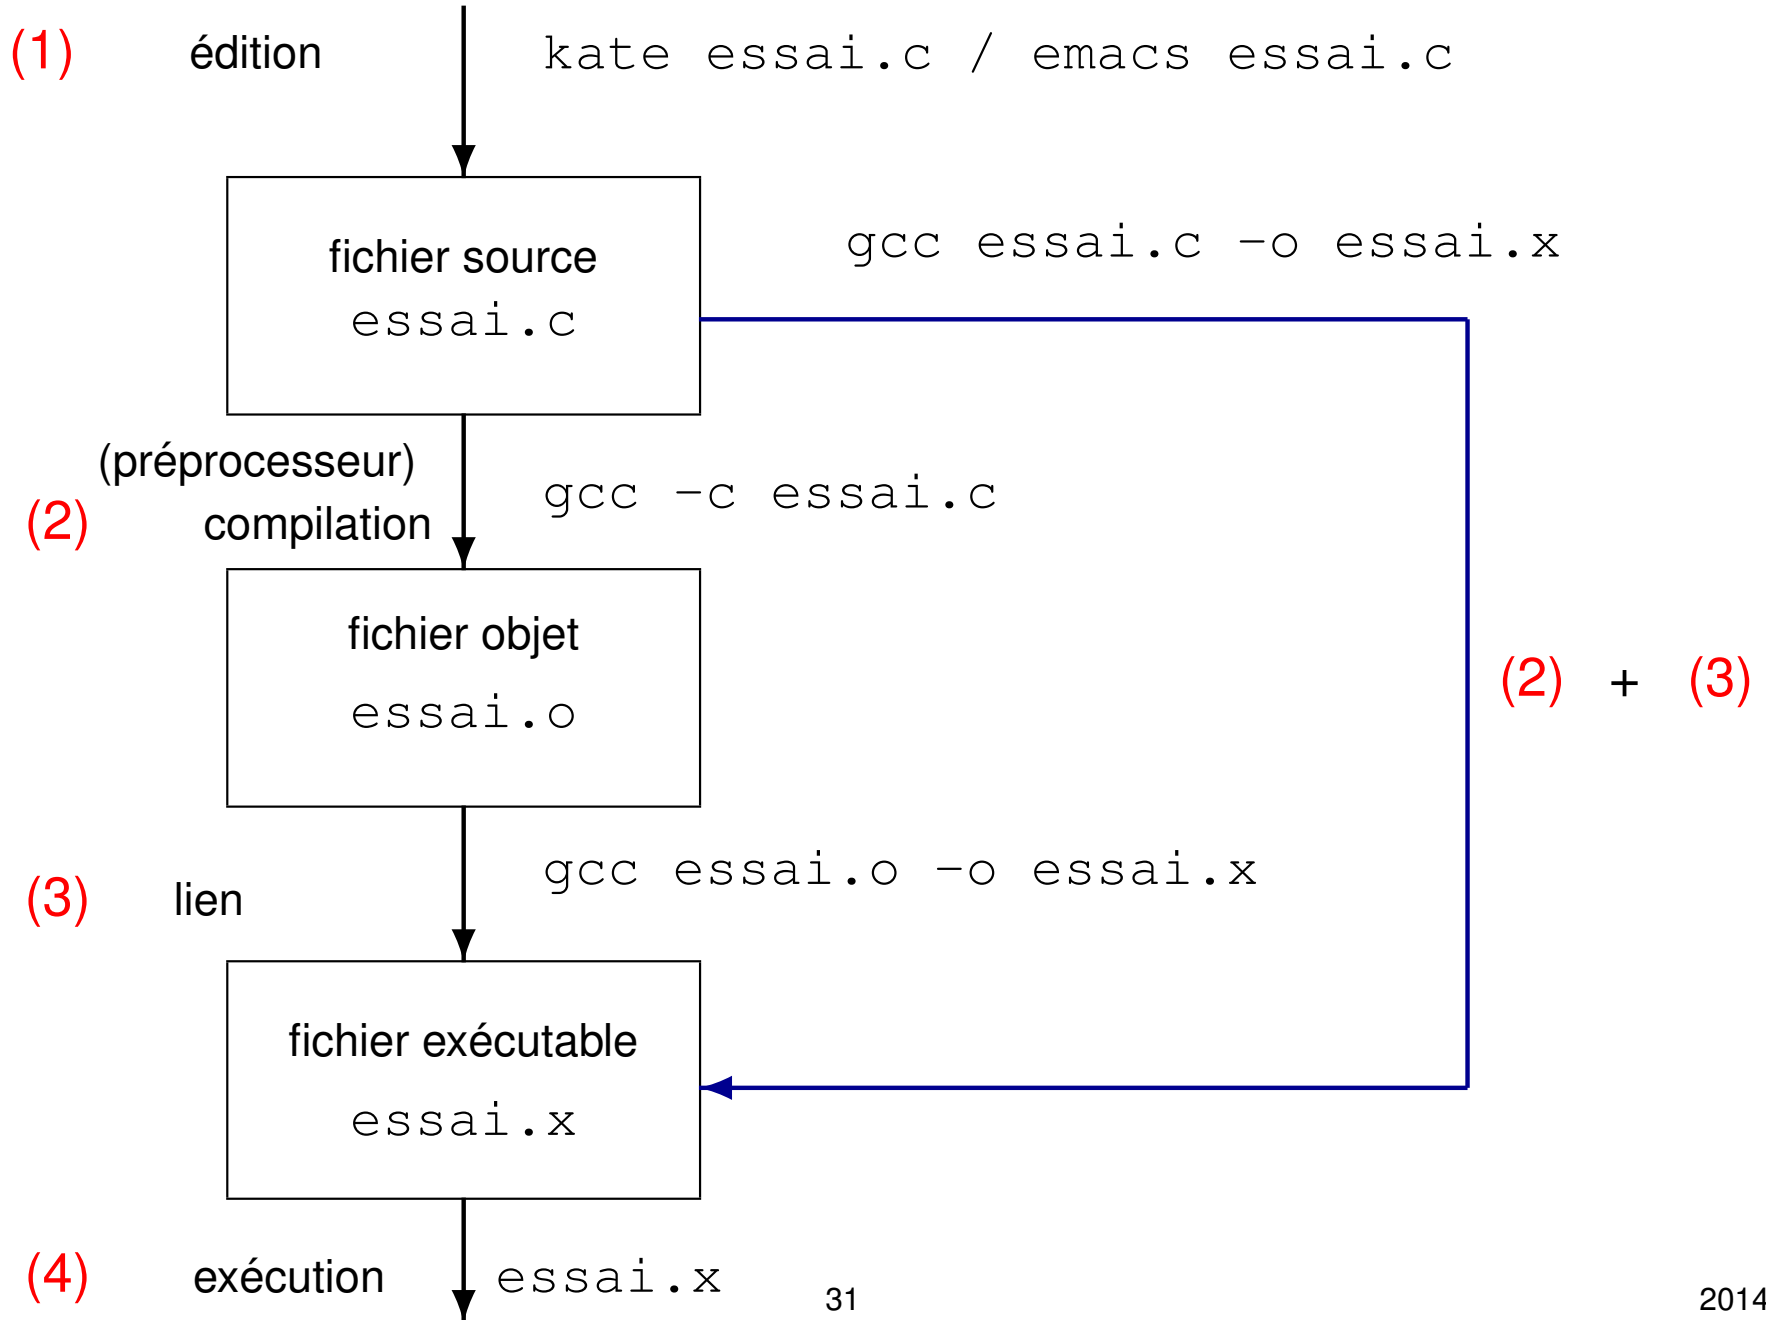 (1) édition kate essai.c / emacs essai.c
fichier source
gcc essai.c -o essai.x
essai.c
(préprocesseur)
gcc -c essai.c
(2) compilation
fichier objet
essai.o
(2) + (3)
gcc essai.o -o essai.x
(3) lien
fichier exécutable
essai.x
(4) exécution essai.x
31 2014